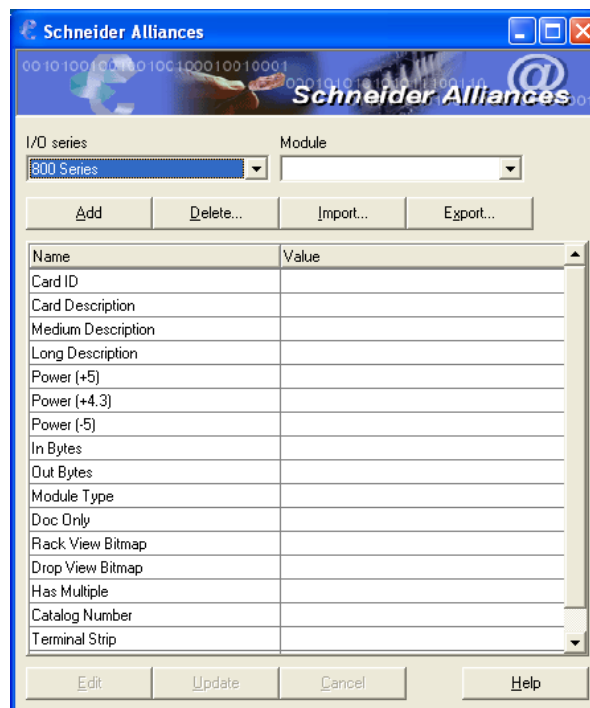 Schneider Alliances
Schneider Alliances
I/O series
Module
800 Series
Add
Delete...
Import...
Export...
Name
Value
Card ID
Card Description
Medium Description
Long Description
Power (+5)
Power (+4.3)
Power (-5)
In Bytes
Out Bytes
Module Type
Doc Only
Rack View Bitmap
Drop View Bitmap
Has Multiple
Catalog Number
Terminal Strip
Edit
Update
Cancel
Help